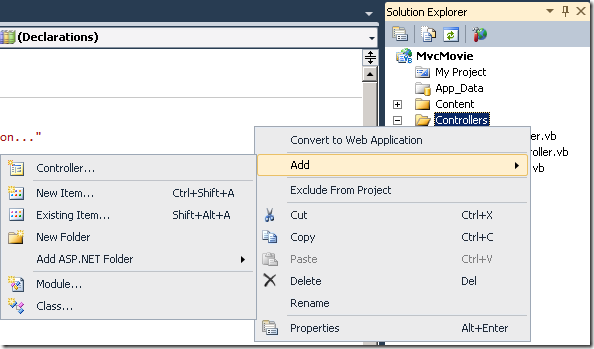 (Declarations)
on..."
Solution Explorer
MvcMovie
My Project
App_Data
Content
Controllers
er.vb
oller.vb
.vb
Convert to Web Application
Add
Exclude From Project
Cut Ctrl+X
Copy Ctrl+C
Paste Ctrl+V
Delete Del
Rename
Properties Alt+Enter
Controller...
New Item... Ctrl+Shift+A
Existing Item... Shift+Alt+A
New Folder
Add ASP.NET Folder
Module...
Class...